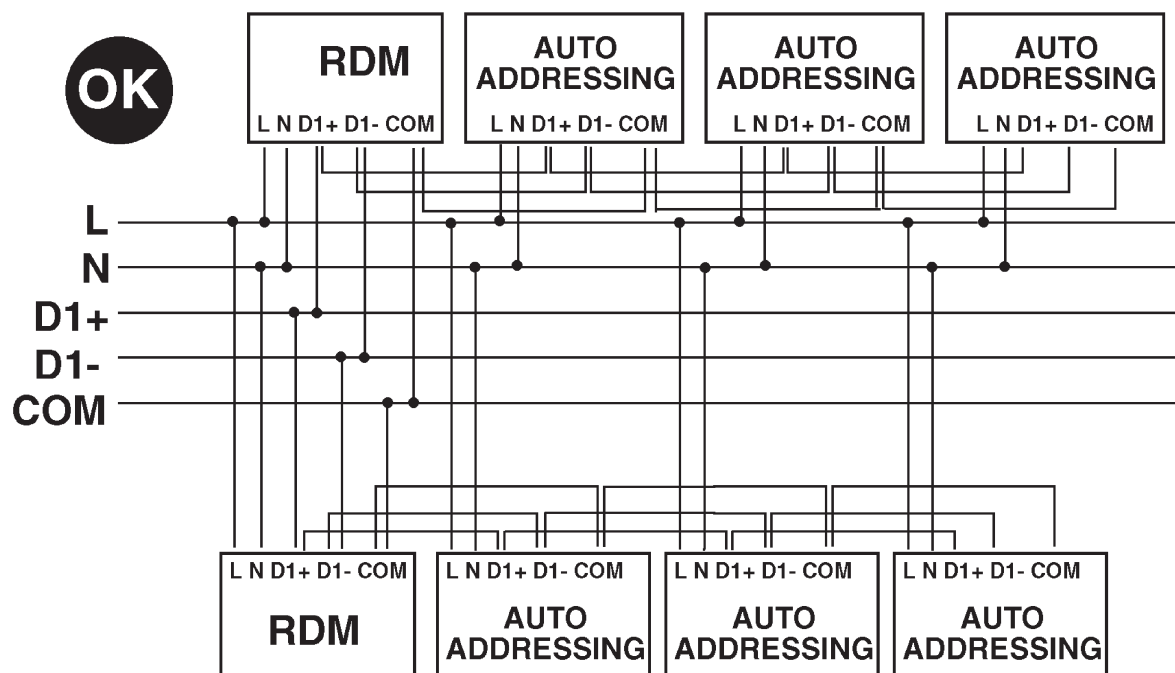 OK
RDM
L N D1+ D1- COM
AUTO
ADDRESSING
L N D1+ D1- COM
AUTO
ADDRESSING
L N D1+ D1- COM
AUTO
ADDRESSING
L N D1+ D1- COM
L
N
D1+
D1-
COM
L N D1+ D1- COM
RDM
L N D1+ D1- COM
AUTO
ADDRESSING
L N D1+ D1- COM
AUTO
ADDRESSING
L N D1+ D1- COM
AUTO
ADDRESSING